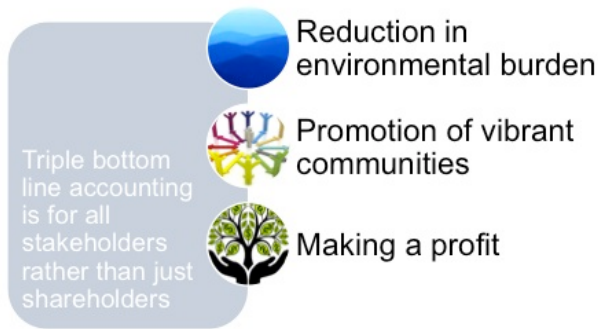 Reduction in
environmental burden
Promotion of vibrant
communities
Making a profit
Triple bottom
line accounting
is for all
stakeholders
rather than just
shareholders